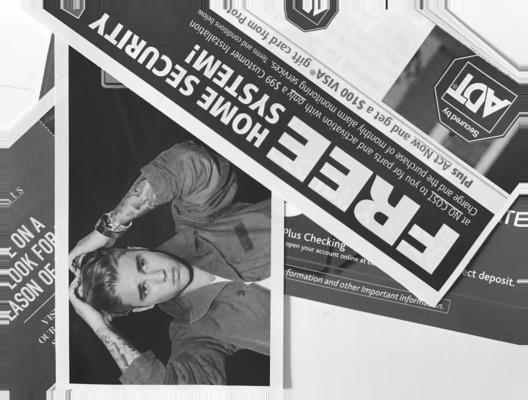 FREE
HOME SECURITY
SYSTEM!
at NO COST to you for parts and activation with only a $99 Customer Installation
Charge and the purchase of alarm monitoring services. Terms and conditions below.
Plus Act Now and get a $100 VISA® gift card from
Secured by
ADT
E ON A
LOOK FOR
EASON OF
Plus Checking
open your account online at
ect deposit.
formation and other Important Information.